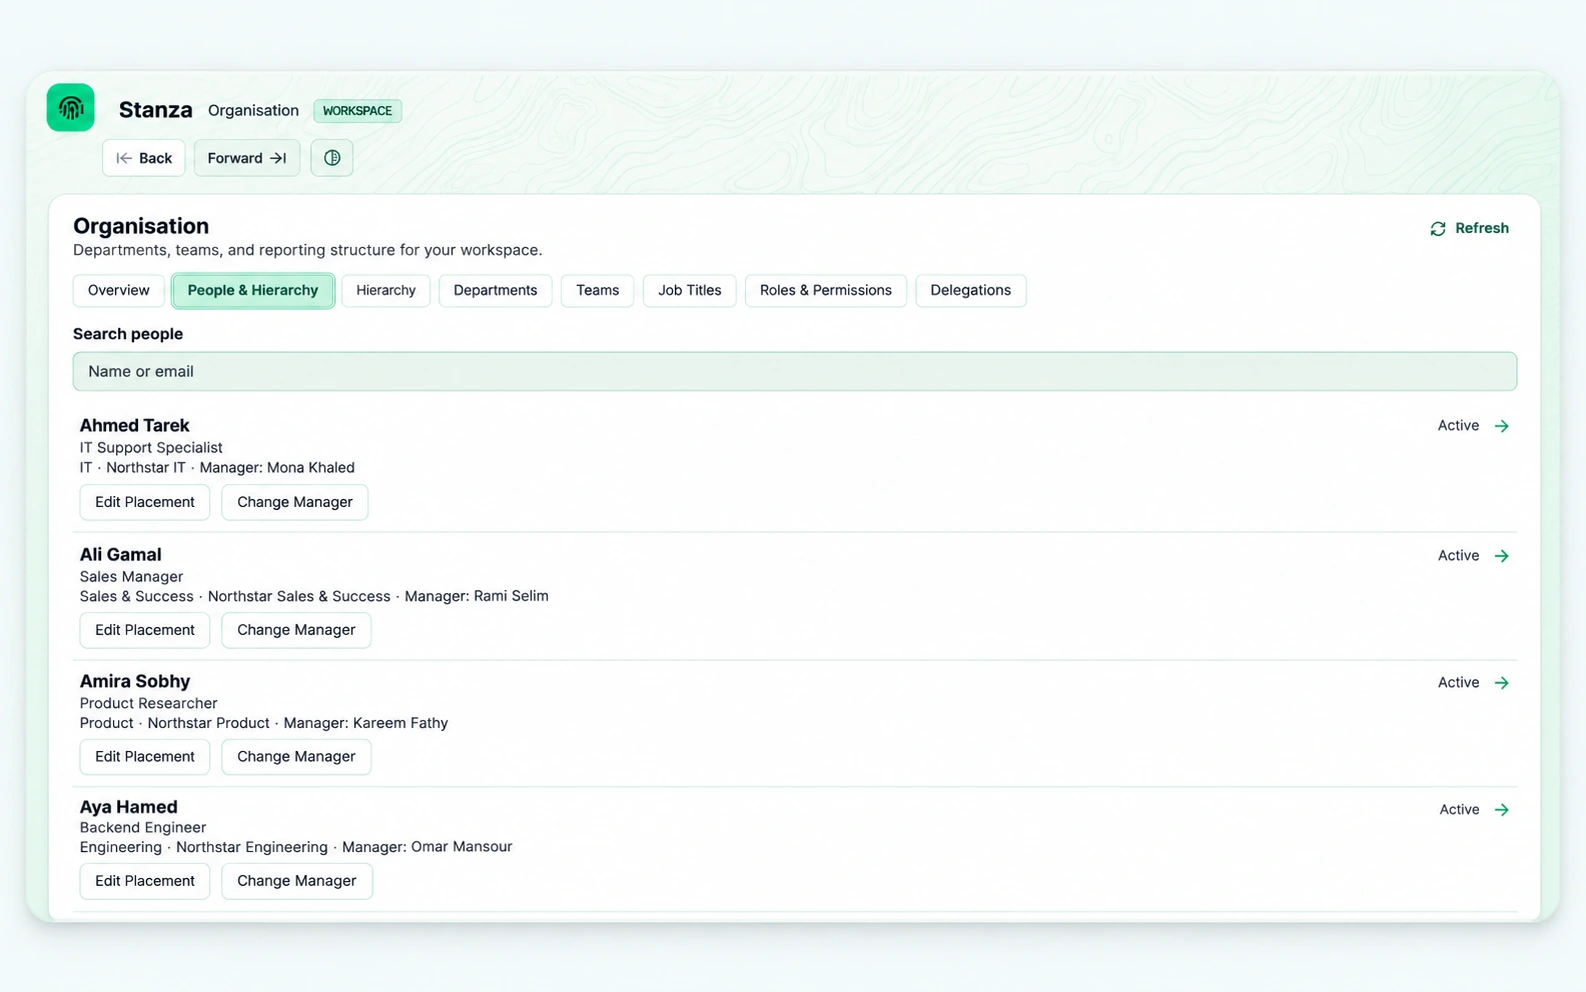 Stanza Organisation WORKSPACE
Back Forward
Organisation
Refresh
Departments, teams, and reporting structure for your workspace.
Overview People & Hierarchy Hierarchy Departments Teams Job Titles Roles & Permissions Delegations
Search people
Name or email
Ahmed Tarek
Active
IT Support Specialist
IT · Northstar IT · Manager: Mona Khaled
Edit Placement Change Manager
Ali Gamal
Active
Sales Manager
Sales & Success · Northstar Sales & Success · Manager: Rami Selim
Edit Placement Change Manager
Amira Sobhy
Active
Product Researcher
Product · Northstar Product · Manager: Kareem Fathy
Edit Placement Change Manager
Aya Hamed
Active
Backend Engineer
Engineering · Northstar Engineering · Manager: Omar Mansour
Edit Placement Change Manager